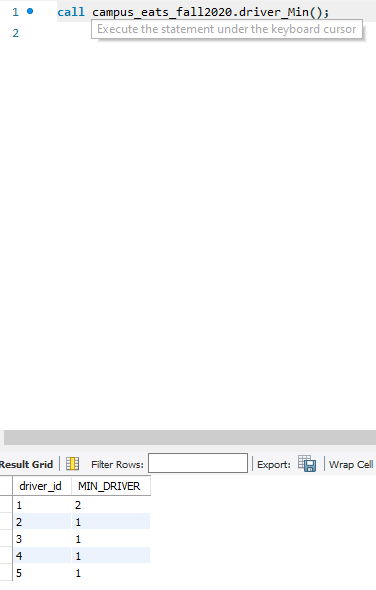 1 call campus_eats_fall2020.driver_Min();
Execute the statement under the keyboard cursor
2
Result Grid Filter Rows: Export: Wrap Cell
driver_id MIN_DRIVER
1 2
2 1
3 1
4 1
5 1